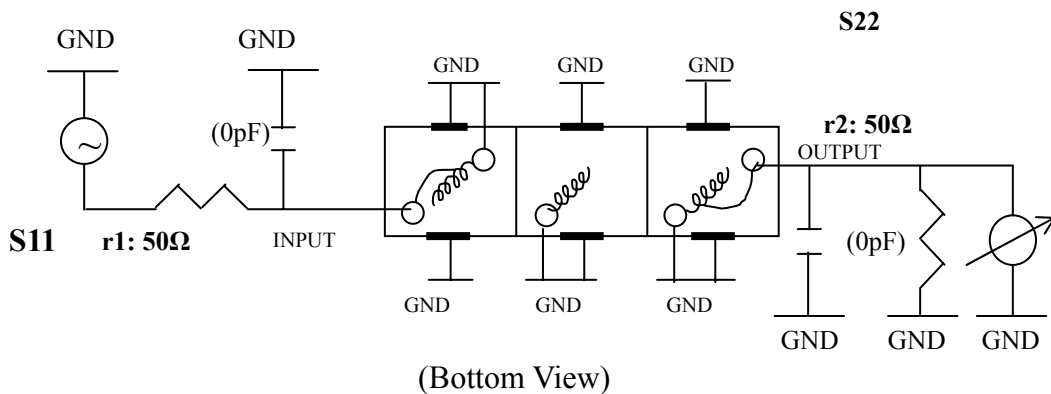 S22
GND
GND
GND
GND
GND
(0pF)
r2: 50Ω
OUTPUT
S11
r1: 50Ω
INPUT
(0pF)
GND
GND
GND
GND
GND
GND
(Bottom View)